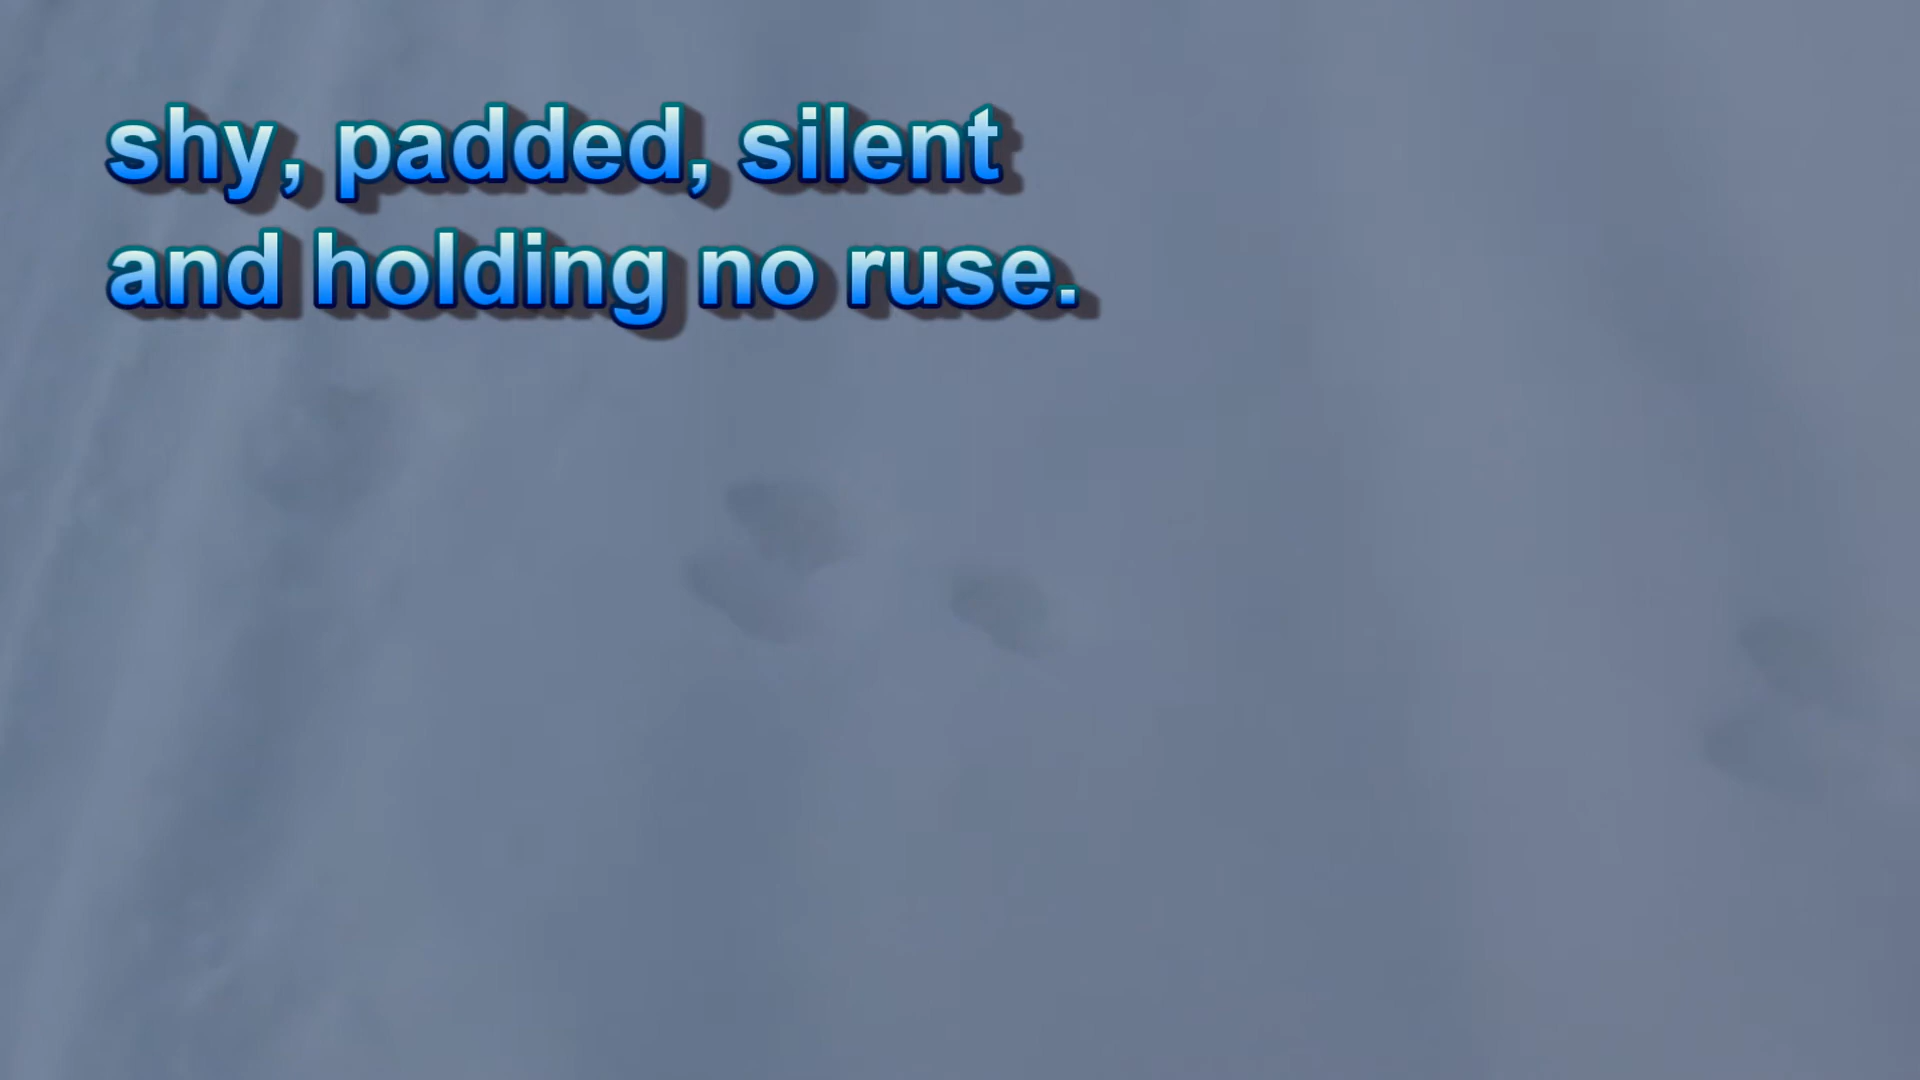 shy, padded, silent
and holding no ruse.